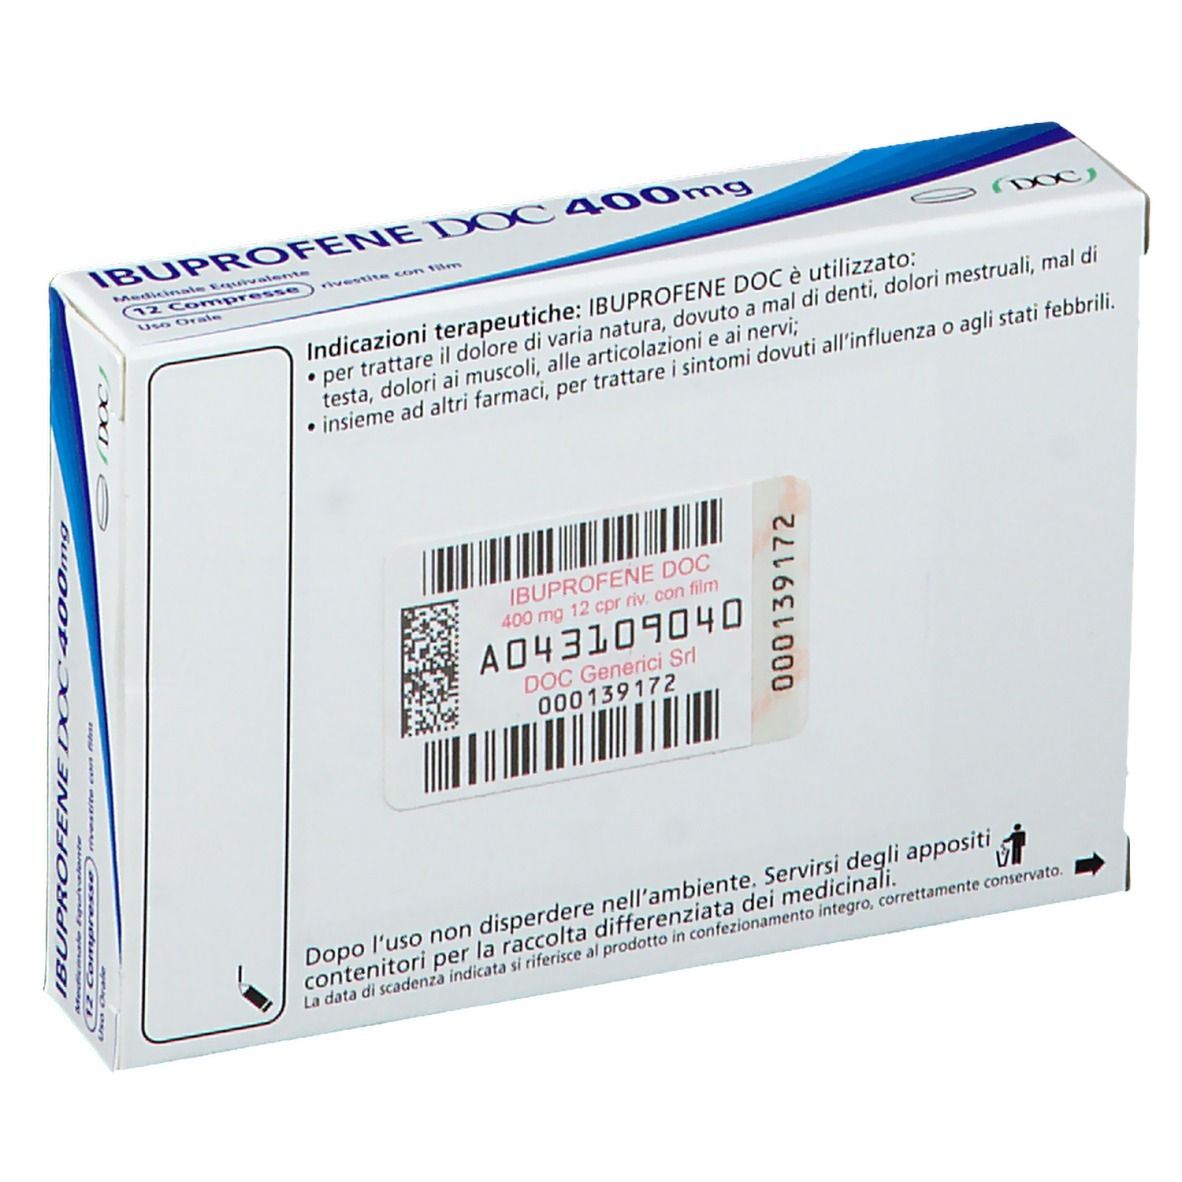 IBUPROFENE DOC 400mg
Medicinale Equivalente
12 Compresse rivestite con film
Uso Orale
(DOC)
Indicazioni terapeutiche: IBUPROFENE DOC è utilizzato:
• per trattare il dolore di varia natura, dovuto a mal di denti, dolori mestruali, mal di
testa, dolori ai muscoli, alle articolazioni e ai nervi;
• insieme ad altri farmaci, per trattare i sintomi dovuti all'influenza o agli stati febbrili.
IBUPROFENE DOC
400 mg 12 cpr riv. con film
A043109040
DOC Generici Srl
000139172
000139172
Dopo l'uso non disperdere nell'ambiente. Servirsi degli appositi
contenitori per la raccolta differenziata dei medicinali.
La data di scadenza indicata si riferisce al prodotto in confezionamento integro, correttamente conservato.
(DOC)
IBUPROFENE DOC 400mg
Medicinale Equivalente
12 Compresse rivestite con film
Uso Orale